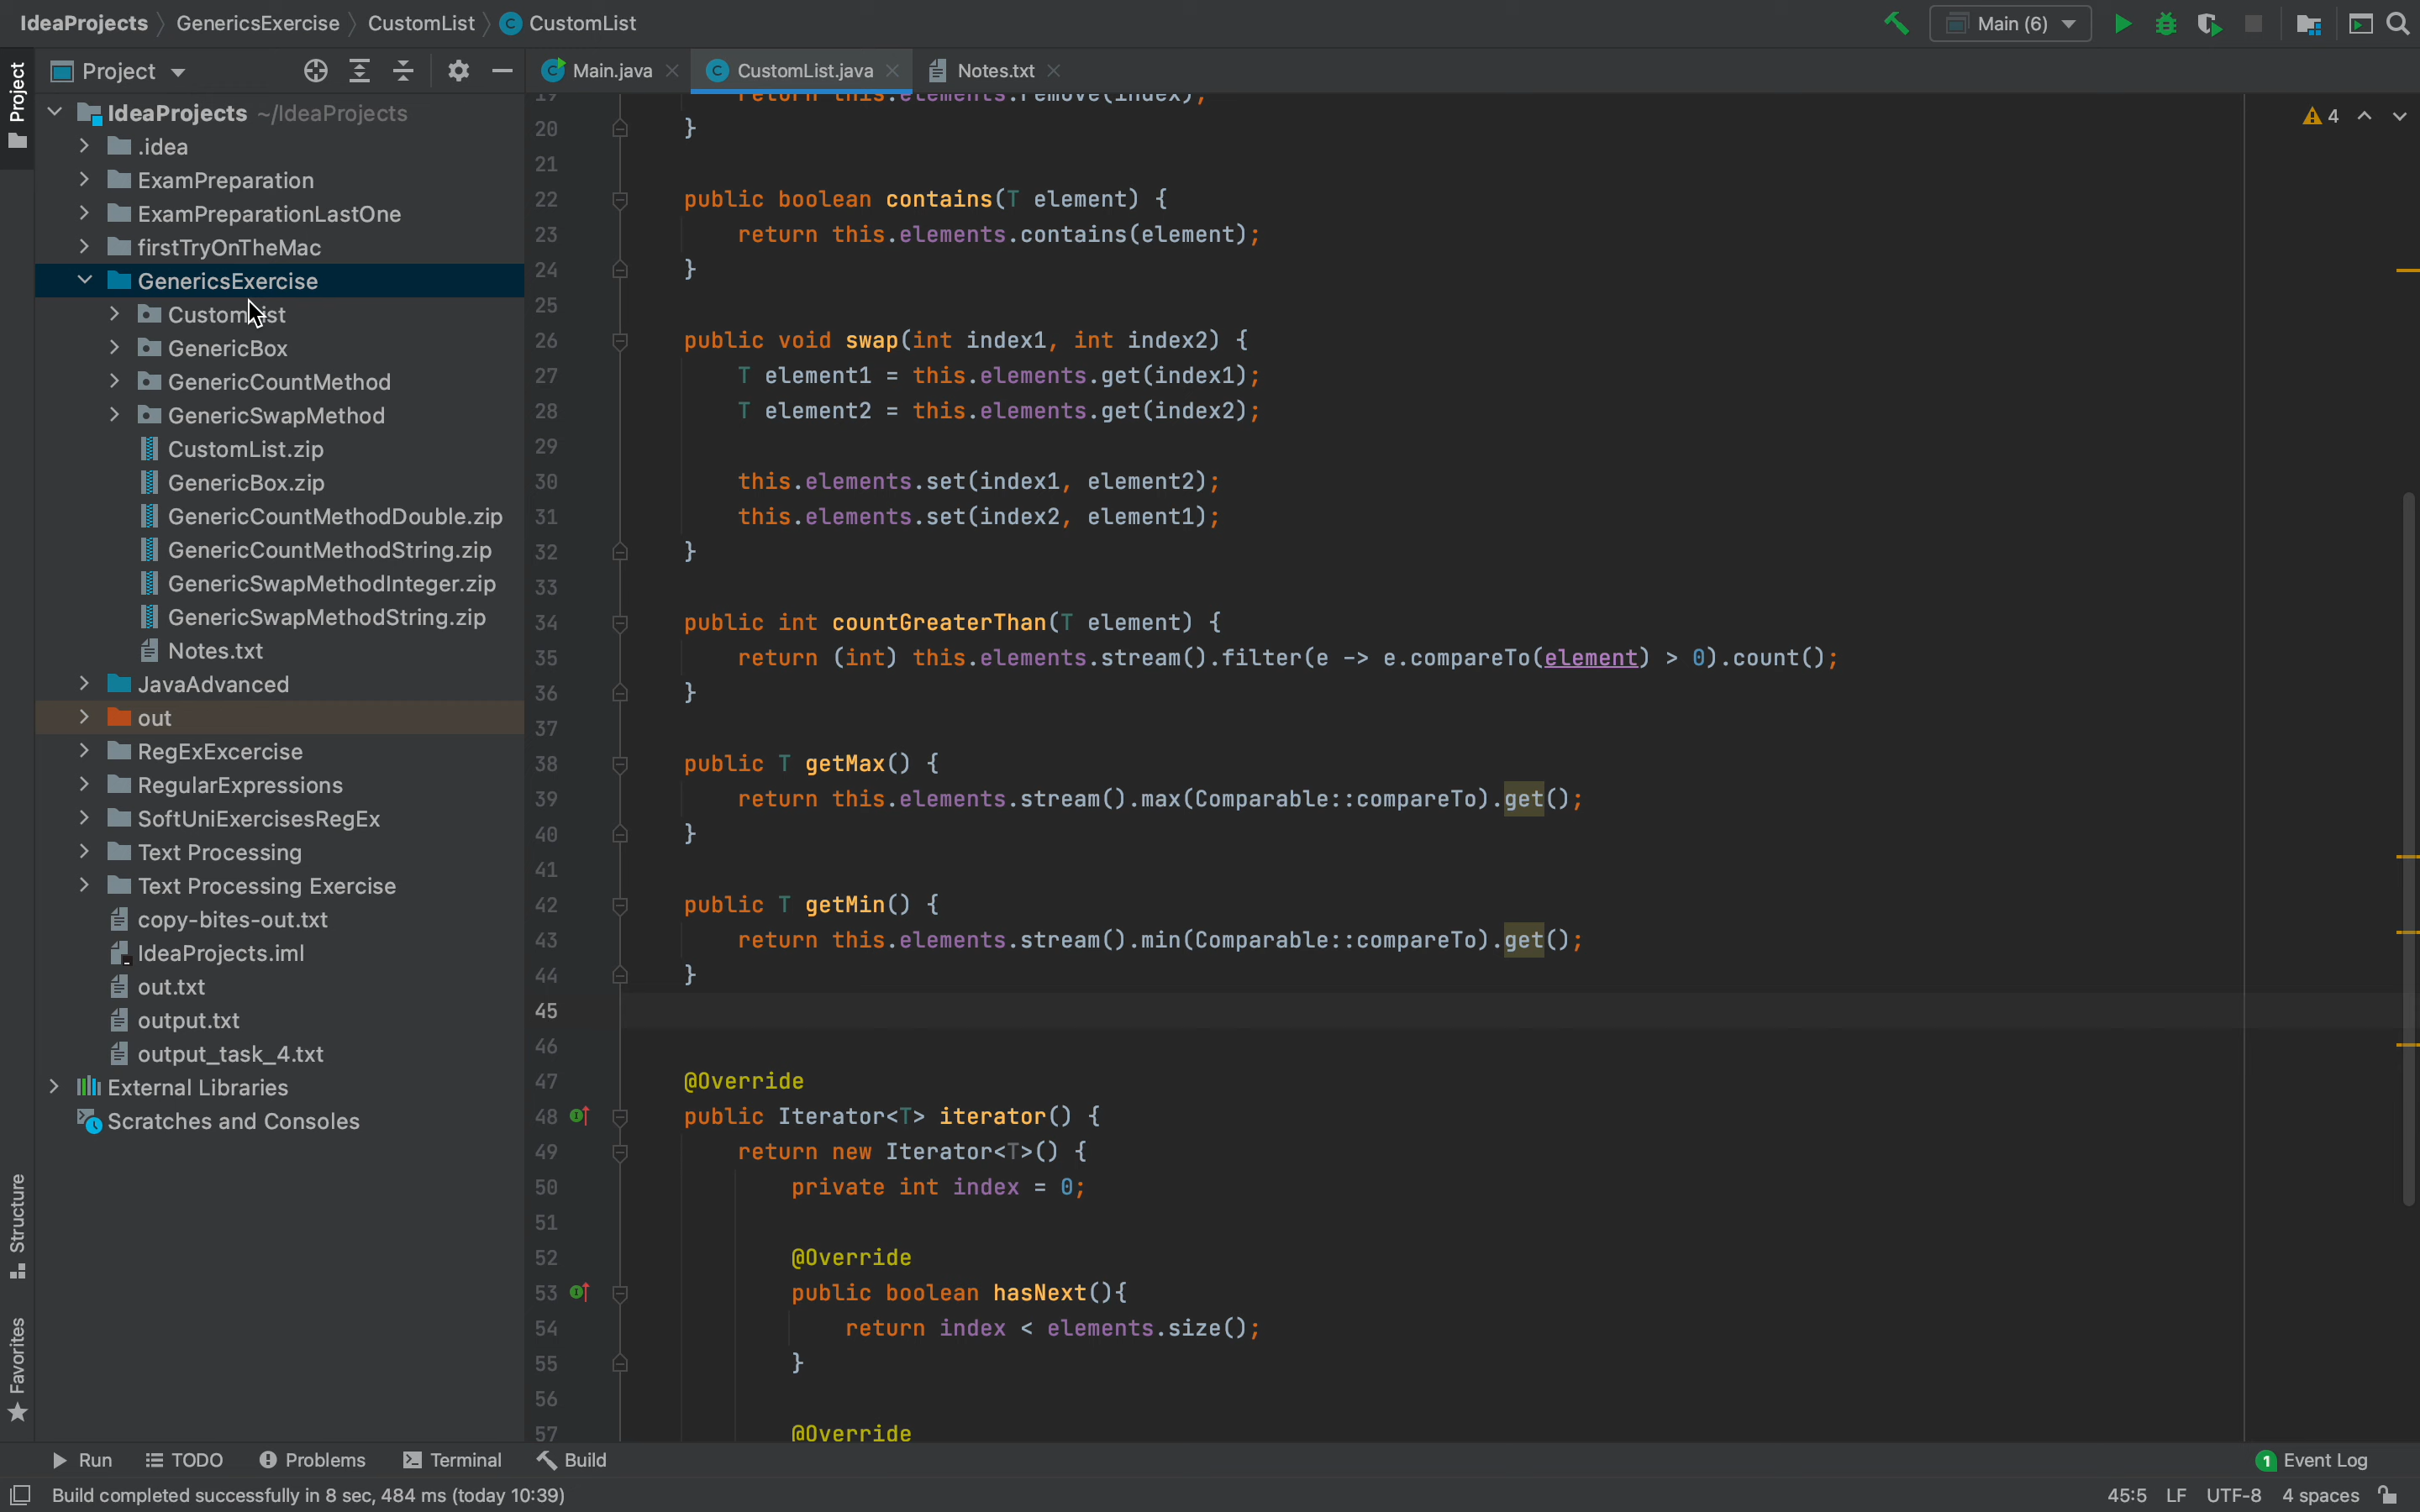 IdeaProjects GenericsExercise CustomList CustomList
Main (6)
Project
Main.java
CustomList.java
Notes.txt
Project
4
IdeaProjects ~/IdeaProjects
.idea
ExamPreparation
ExamPreparationLastOne
firstTryOnTheMac
GenericsExercise
CustomList
GenericBox
GenericCountMethod
GenericSwapMethod
CustomList.zip
GenericBox.zip
GenericCountMethodDouble.zip
GenericCountMethodString.zip
GenericSwapMethodInteger.zip
GenericSwapMethodString.zip
Notes.txt
JavaAdvanced
out
RegExExcercise
RegularExpressions
SoftUniExercisesRegEx
Text Processing
Text Processing Exercise
copy-bites-out.txt
IdeaProjects.iml
out.txt
output.txt
output_task_4.txt
External Libraries
Scratches and Consoles
Structure
Favorites
19 return this.elements.remove(index);
20 }
21
22 public boolean contains(T element) {
23 return this.elements.contains(element);
24 }
25
26 public void swap(int index1, int index2) {
27 T element1 = this.elements.get(index1);
28 T element2 = this.elements.get(index2);
29
30 this.elements.set(index1, element2);
31 this.elements.set(index2, element1);
32 }
33
34 public int countGreaterThan(T element) {
35 return (int) this.elements.stream().filter(e -> e.compareTo(element) > 0).count();
36 }
37
38 public T getMax() {
39 return this.elements.stream().max(Comparable::compareTo).get();
40 }
41
42 public T getMin() {
43 return this.elements.stream().min(Comparable::compareTo).get();
44 }
45
46
47 @Override
48 public Iterator<T> iterator() {
49 return new Iterator<T>() {
50 private int index = 0;
51
52 @Override
53 public boolean hasNext(){
54 return index < elements.size();
55 }
56
57 @Override
Run TODO Problems Terminal Build
1 Event Log
Build completed successfully in 8 sec, 484 ms (today 10:39)
45:5 LF UTF-8 4 spaces